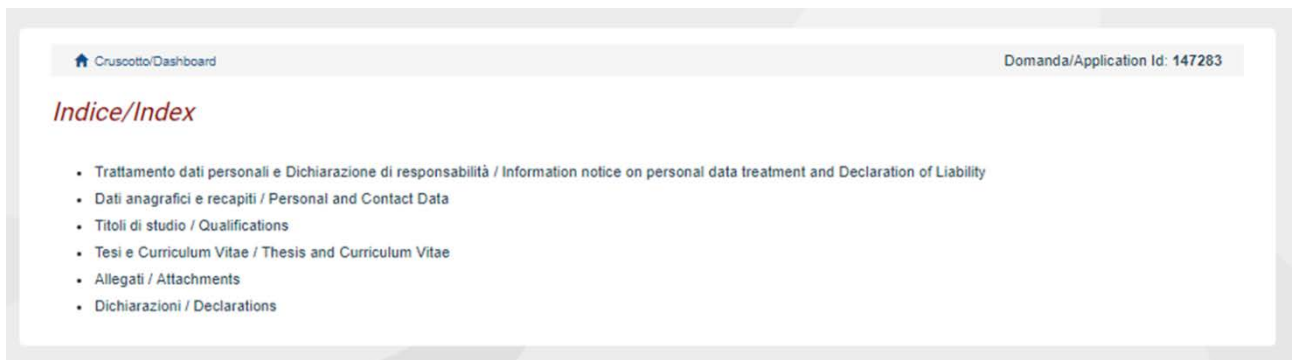 Cruscotto/Dashboard
Domanda/Application Id: 147283
Indice/Index
Trattamento dati personali e Dichiarazione di responsabilità / Information notice on personal data treatment and Declaration of Liability
Dati anagrafici e recapiti / Personal and Contact Data
Titoli di studio / Qualifications
Tesi e Curriculum Vitae / Thesis and Curriculum Vitae
Allegati / Attachments
Dichiarazioni / Declarations